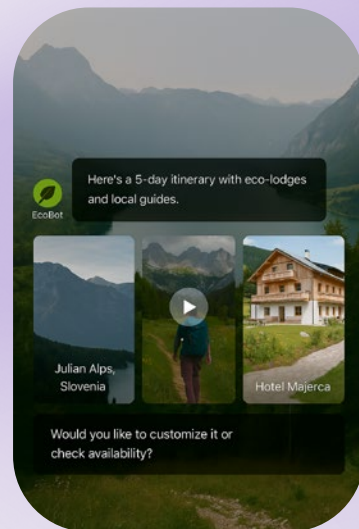 Here's a 5-day itinerary with eco-lodges
and local guides.
EcoBot
Julian Alps,
Slovenia
Hotel Majerca
Would you like to customize it or
check availability?